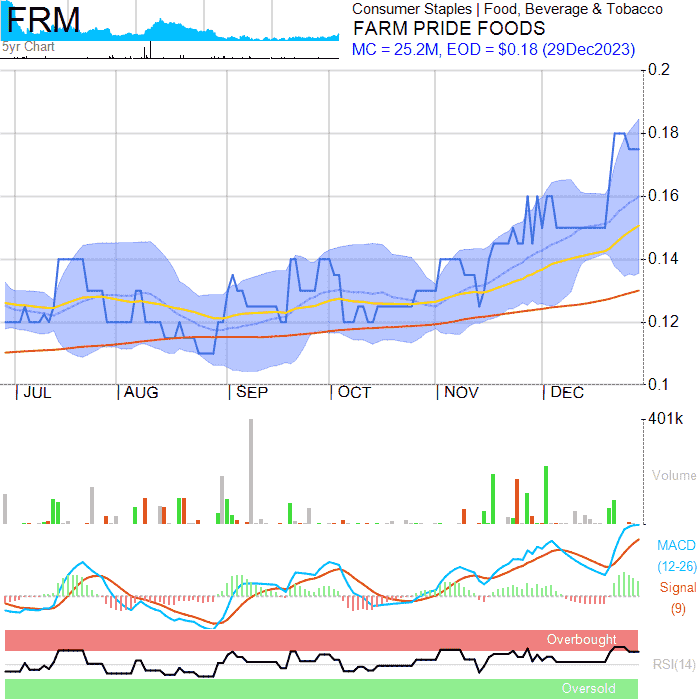 FRM
5yr Chart
Consumer Staples | Food, Beverage & Tobacco
FARM PRIDE FOODS
MC = 25.2M, EOD = $0.18 (29Dec2023)
0.2
0.18
0.16
0.14
0.12
0.1
JUL AUG SEP OCT NOV DEC
401k
Volume
MACD
(12-26)
Signal
(9)
Overbought
RSI(14)
Oversold